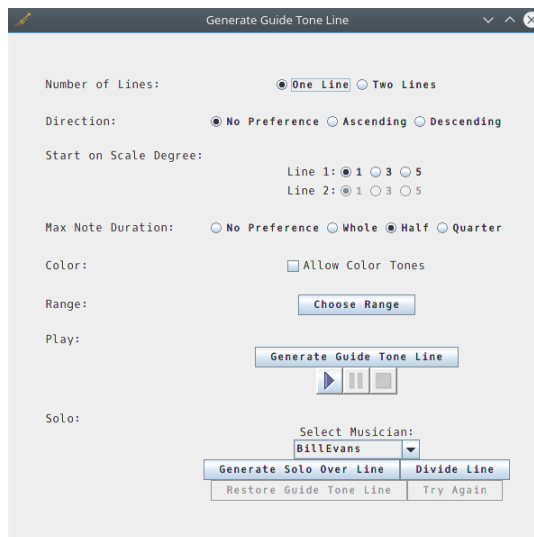 Generate Guide Tone Line
Number of Lines: One Line Two Lines
Direction: No Preference Ascending Descending
Start on Scale Degree:
Line 1: 1 3 5
Line 2: 1 3 5
Max Note Duration: No Preference Whole Half Quarter
Color: Allow Color Tones
Range: Choose Range
Play:
Generate Guide Tone Line
Solo:
Select Musician:
BillEvans
Generate Solo Over Line Divide Line
Restore Guide Tone Line Try Again